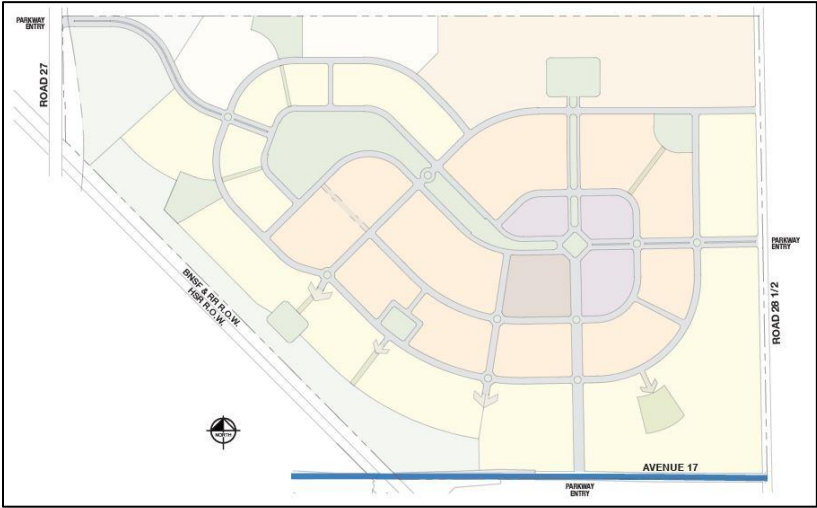 PARKWAY
ENTRY
ROAD 27
PARKWAY
ENTRY
BNSF & RR R.O.W.
HSR R.O.W.
ROAD 28 1/2
NORTH
AVENUE 17
PARKWAY
ENTRY